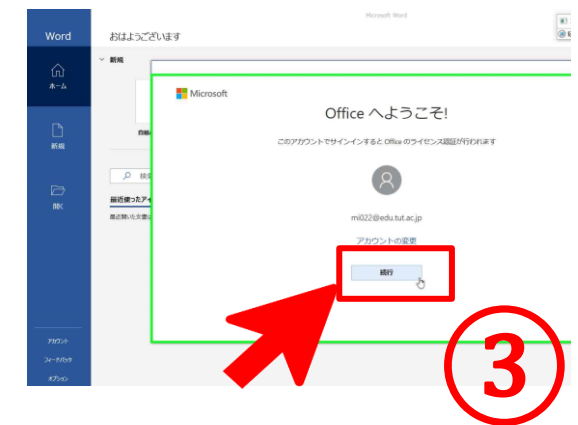 Microsoft Word
Word
おはようございます
新規
ホーム
Microsoft
Office へようこそ!
このアカウントでサインインすると Office のライセンス認証が行われます
新規
開く
最近使ったアイ
mi022@edu.tut.ac.jp
アカウントの変更
続行
アカウント
フィードバック
オプション
③